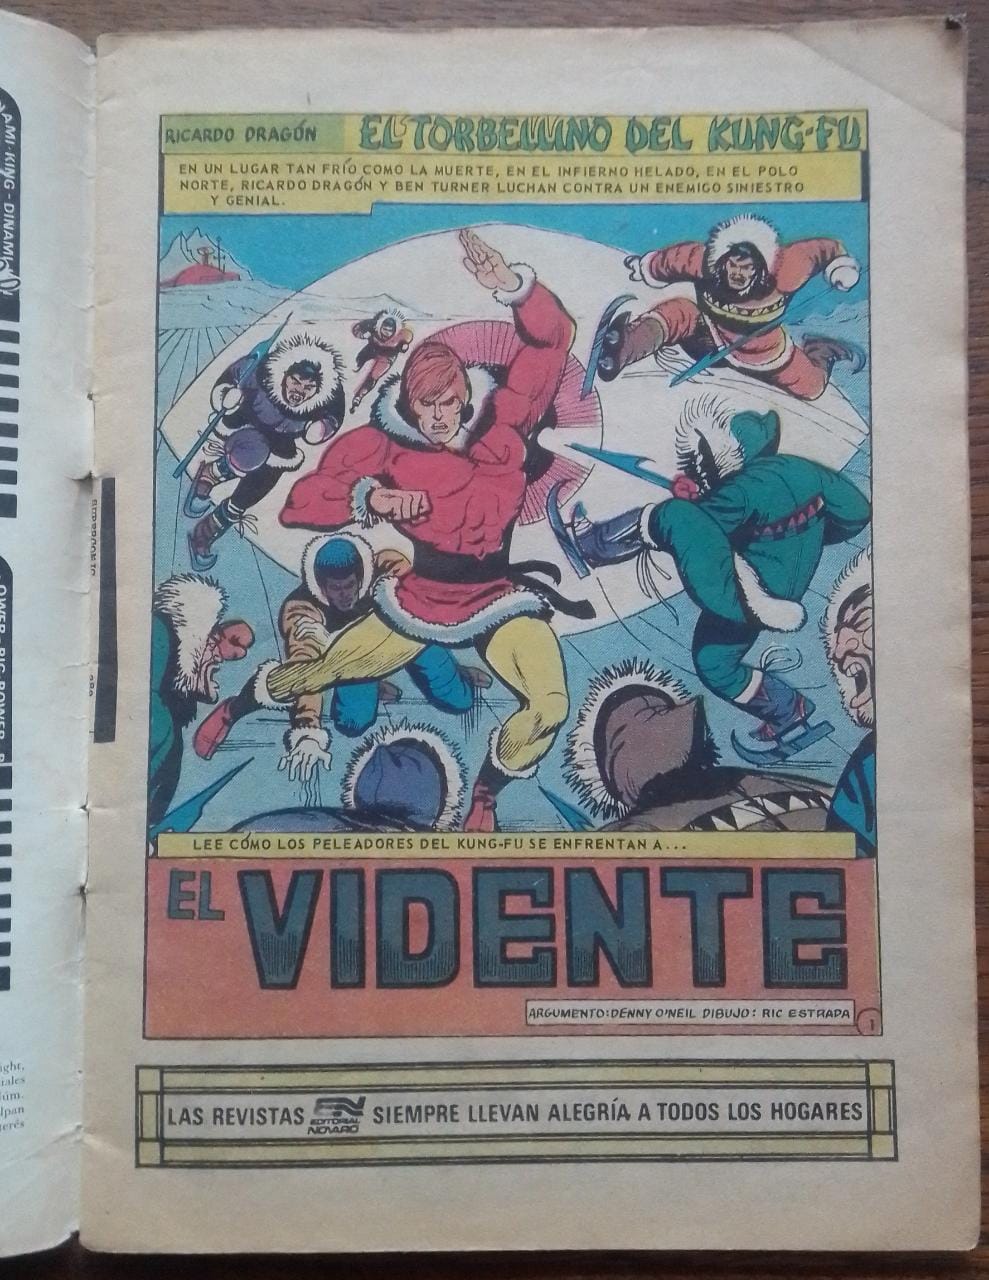 RICARDO DRAGÓN
EL TORBELLINO DEL KUNG-FU
EN UN LUGAR TAN FRÍO COMO LA MUERTE, EN EL INFIERNO HELADO, EN EL POLO
NORTE, RICARDO DRAGÓN Y BEN TURNER LUCHAN CONTRA UN ENEMIGO SINIESTRO
Y GENIAL.
LEE CÓMO LOS PELEADORES DEL KUNG-FU SE ENFRENTAN A...
EL VIDENTE
ARGUMENTO: DENNY O'NEIL DIBUJO: RIC ESTRADA
1
LAS REVISTAS EN EDITORIAL NOVARO SIEMPRE LLEVAN ALEGRÍA A TODOS LOS HOGARES
KING - DINAMI